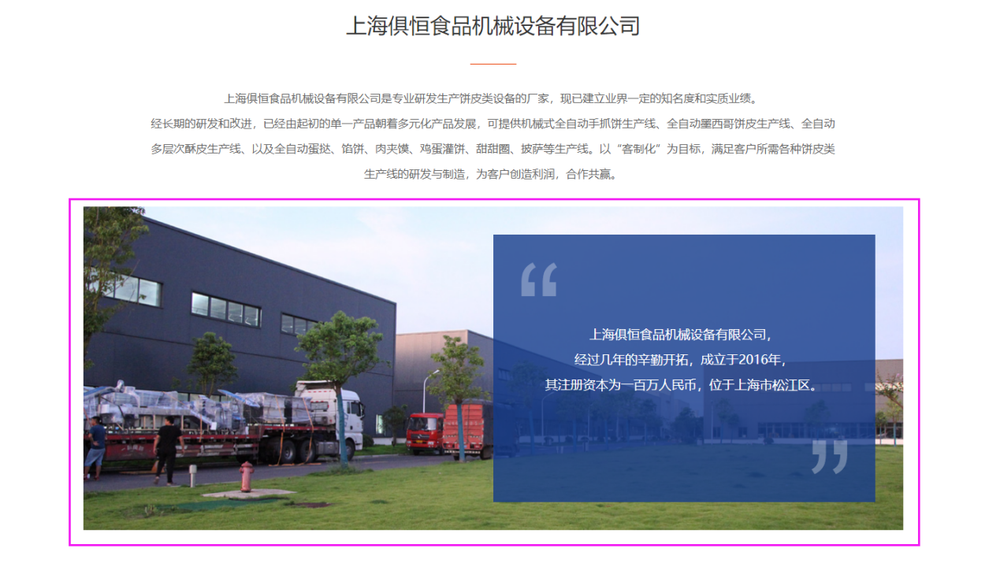 上海俱恒食品机械设备有限公司
上海俱恒食品机械设备有限公司是专业研发生产饼皮类设备的厂家，现已建立业界一定的知名度和实质业绩。
经长期的研发和改进，已经由起初的单一产品朝着多元化产品发展，可提供机械式全自动手抓饼生产线、全自动墨西哥饼皮生产线、全自动
多层次酥皮生产线、以及全自动蛋挞、馅饼、肉夹馍、鸡蛋灌饼、甜甜圈、披萨等生产线。以“客制化”为目标，满足客户所需各种饼皮类
生产线的研发与制造，为客户创造利润，合作共赢。
“
上海俱恒食品机械设备有限公司，
经过几年的辛勤开拓，成立于2016年，
其注册资本为一百万人民币，位于上海市松江区。
”